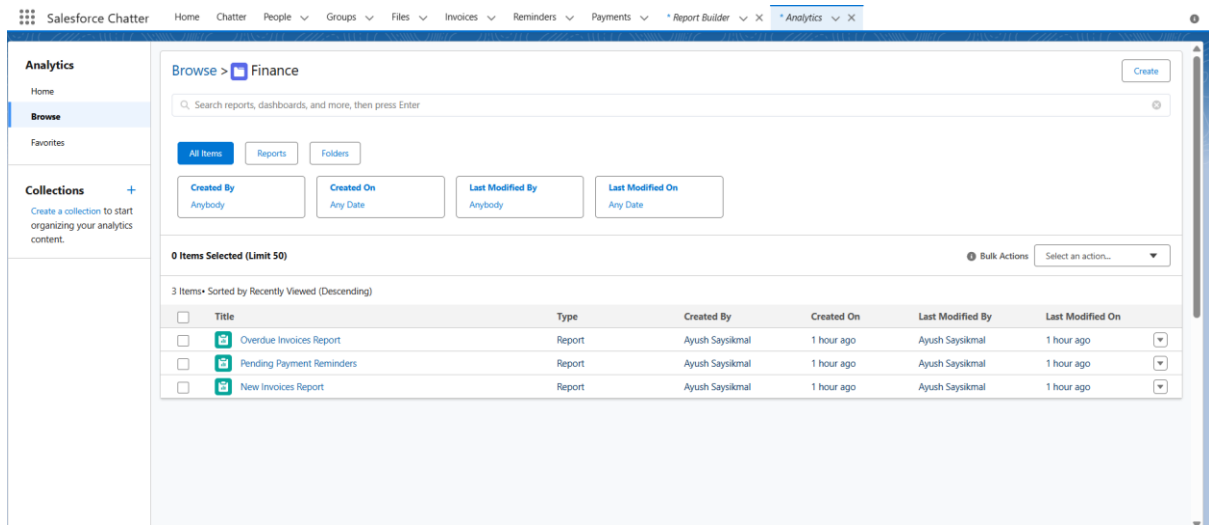 Salesforce Chatter Home Chatter People Groups Files Invoices Reminders Payments * Report Builder * Analytics
Analytics
Home
Browse
Favorites
Collections +
Create a collection to start
organizing your analytics
content.
Browse > Finance Create
Search reports, dashboards, and more, then press Enter
All Items Reports Folders
Created By Created On Last Modified By Last Modified On
Anybody Any Date Anybody Any Date
0 Items Selected (Limit 50) Bulk Actions Select an action...
3 Items• Sorted by Recently Viewed (Descending)
Title Type Created By Created On Last Modified By Last Modified On
Overdue Invoices Report Report Ayush Saysikmal 1 hour ago Ayush Saysikmal 1 hour ago
Pending Payment Reminders Report Ayush Saysikmal 1 hour ago Ayush Saysikmal 1 hour ago
New Invoices Report Report Ayush Saysikmal 1 hour ago Ayush Saysikmal 1 hour ago